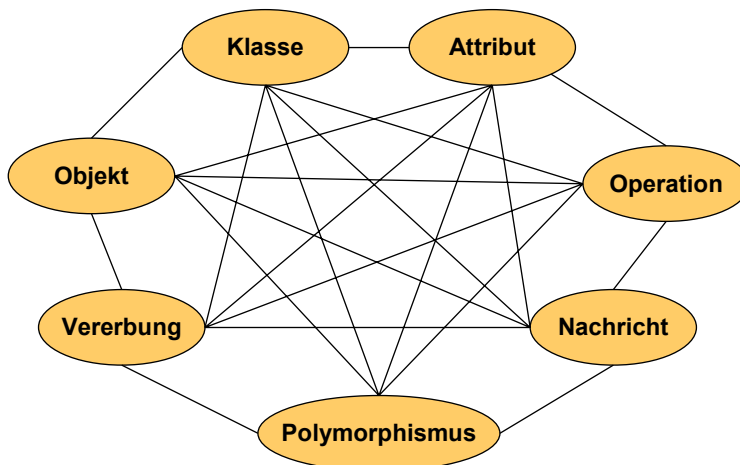 Klasse
Attribut
Objekt
Operation
Vererbung
Nachricht
Polymorphismus